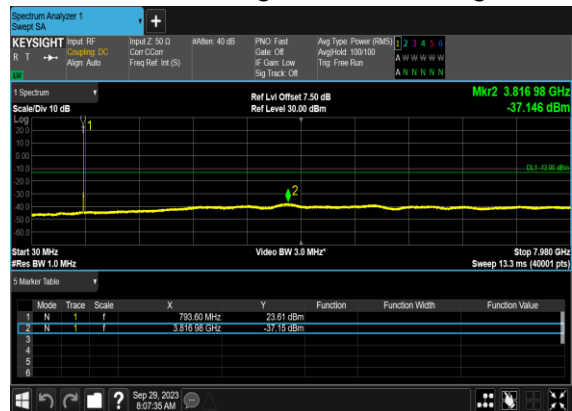 Spectrum Analyzer 1
Swept SA
+
KEYSIGHT Input: RF Input Z: 50 Ω #Atten: 40 dB PNO: Fast Avg Type: Power (RMS) 1 2 3 4 5 6
R T Coupling: DC Corr CCorr Gate: Off Avg|Hold: 100/100 A W W W W W
Align: Auto Freq Ref: Int (S) IF Gain: Low Trig: Free Run
LW Sig Track: Off A N N N N N
1 Spectrum Ref Lvl Offset 7.50 dB Mkr2 3.816 98 GHz
Scale/Div 10 dB Ref Level 30.00 dBm -37.146 dBm
Log 1
20.0
10.0
0.00
-10.0 DL1 -13.00 dBm
-20.0
-30.0 2
-40.0
-50.0
-60.0
Start 30 MHz Video BW 3.0 MHz* Stop 7.980 GHz
#Res BW 1.0 MHz Sweep 13.3 ms (40001 pts)
5 Marker Table
Mode Trace Scale X Y Function Function Width Function Value
1 N 1 f 793.60 MHz 23.61 dBm
2 N 1 f 3.816 98 GHz -37.15 dBm
3
4
5
6
? Sep 29, 2023
8:07:35 AM